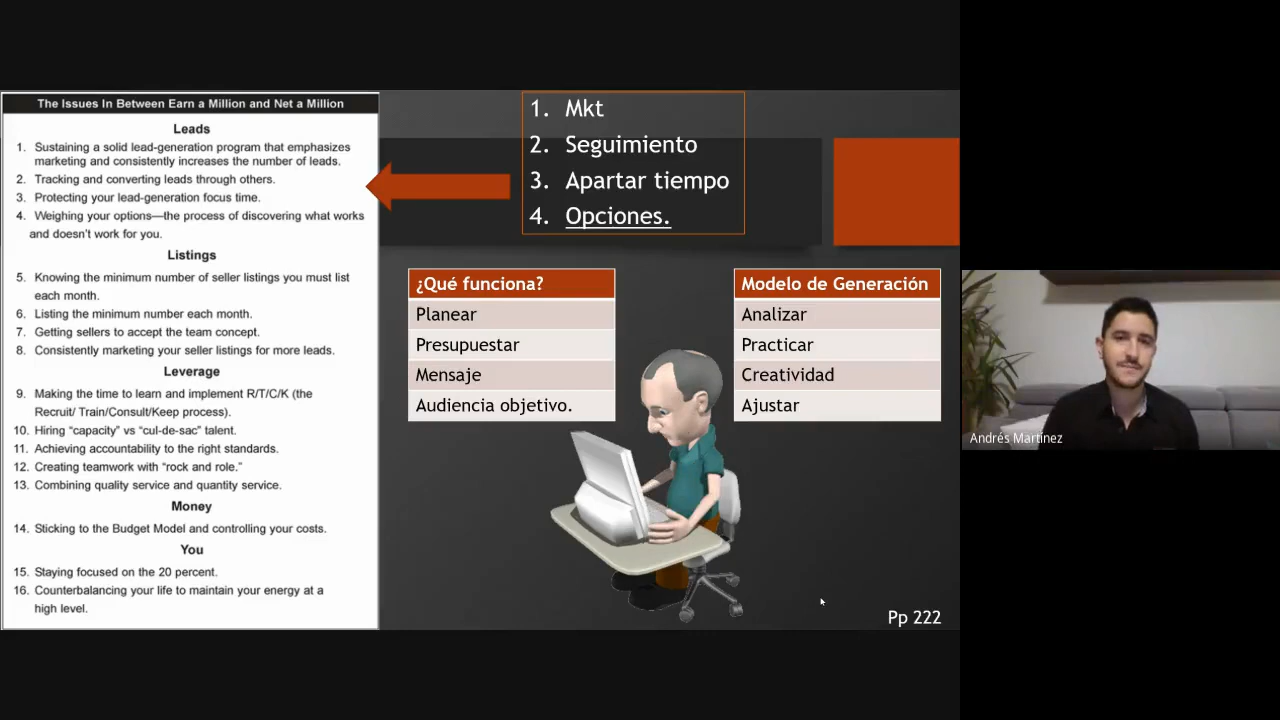 The Issues In Between Earn a Million and Net a Million
Leads
1. Sustaining a solid lead-generation program that emphasizes
marketing and consistently increases the number of leads.
2. Tracking and converting leads through others.
3. Protecting your lead-generation focus time.
4. Weighing your options—the process of discovering what works
and doesn't work for you.
Listings
5. Knowing the minimum number of seller listings you must list
each month.
6. Listing the minimum number each month.
7. Getting sellers to accept the team concept.
8. Consistently marketing your seller listings for more leads.
Leverage
9. Making the time to learn and implement R/T/C/K (the
Recruit/ Train/Consult/Keep process).
10. Hiring “capacity” vs “cul-de-sac” talent.
11. Achieving accountability to the right standards.
12. Creating teamwork with “rock and role.”
13. Combining quality service and quantity service.
Money
14. Sticking to the Budget Model and controlling your costs.
You
15. Staying focused on the 20 percent.
16. Counterbalancing your life to maintain your energy at a
high level.
1. Mkt
2. Seguimiento
3. Apartar tiempo
4. Opciones.
¿Qué funciona?
Planear
Presupuestar
Mensaje
Audiencia objetivo.
Modelo de Generación
Analizar
Practicar
Creatividad
Ajustar
Pp 222
Andrés Martínez